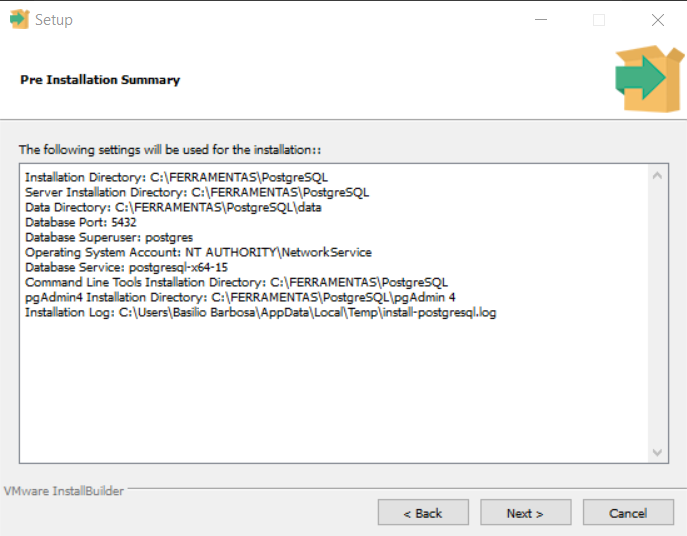 Setup
Pre Installation Summary
The following settings will be used for the installation::
Installation Directory: C:\FERRAMENTAS\PostgreSQL
Server Installation Directory: C:\FERRAMENTAS\PostgreSQL
Data Directory: C:\FERRAMENTAS\PostgreSQL\data
Database Port: 5432
Database Superuser: postgres
Operating System Account: NT AUTHORITY\NetworkService
Database Service: postgresql-x64-15
Command Line Tools Installation Directory: C:\FERRAMENTAS\PostgreSQL
pgAdmin4 Installation Directory: C:\FERRAMENTAS\PostgreSQL\pgAdmin 4
Installation Log: C:\Users\Basilio Barbosa\AppData\Local\Temp\install-postgresql.log
VMware InstallBuilder
< Back
Next >
Cancel